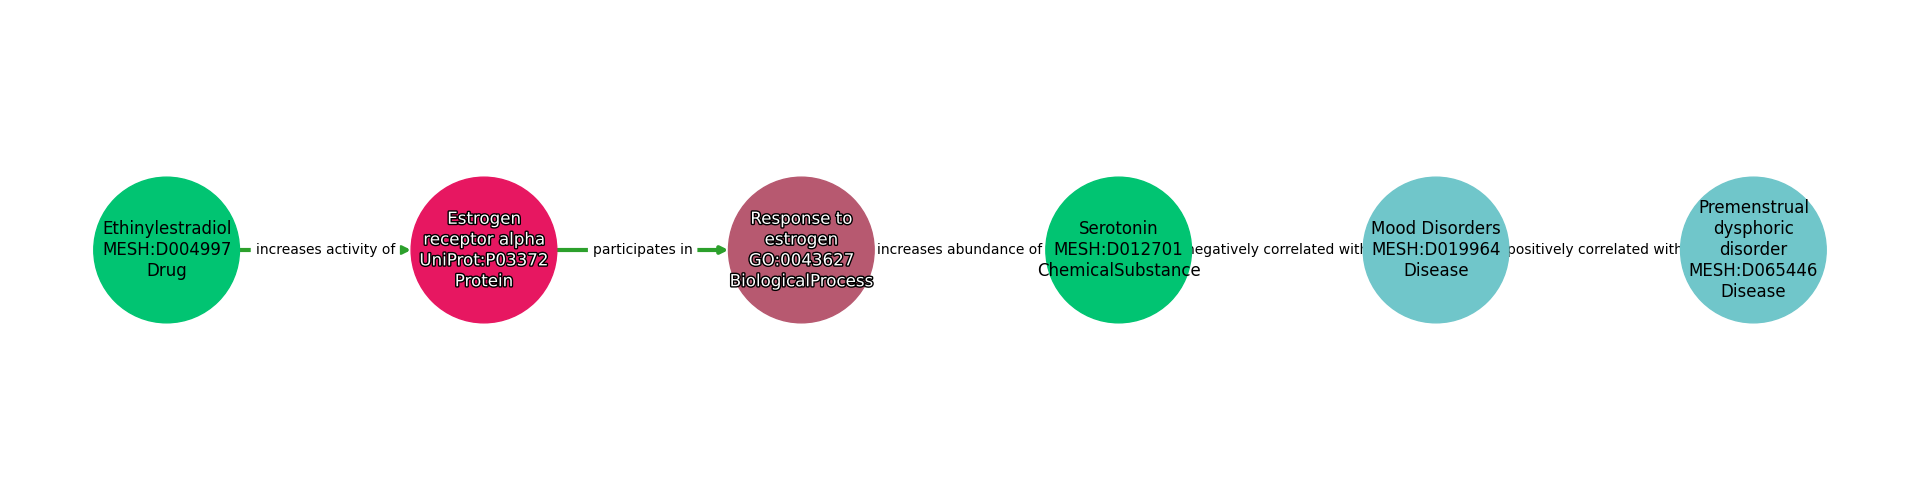 Ethinylestradiol
MESH:D004997
Drug
increases activity of
Estrogen
receptor alpha
UniProt:P03372
Protein
participates in
Response to
estrogen
GO:0043627
BiologicalProcess
increases abundance of
Serotonin
MESH:D012701
ChemicalSubstance
negatively correlated with
Mood Disorders
MESH:D019964
Disease
positively correlated with
Premenstrual
dysphoric
disorder
MESH:D065446
Disease